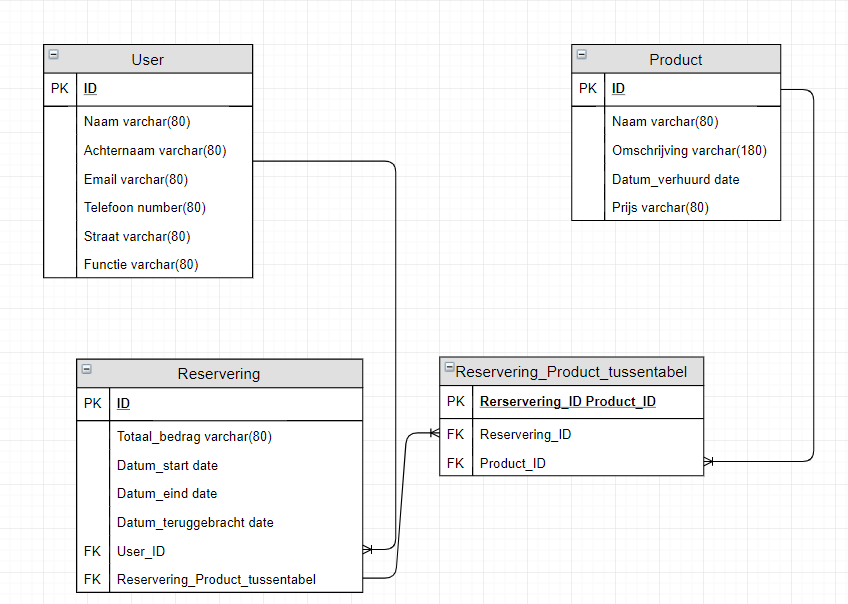 User
PK ID
Naam varchar(80)
Achternaam varchar(80)
Email varchar(80)
Telefoon number(80)
Straat varchar(80)
Functie varchar(80)
Product
PK ID
Naam varchar(80)
Omschrijving varchar(180)
Datum_verhuurd date
Prijs varchar(80)
Reservering
PK ID
Totaal_bedrag varchar(80)
Datum_start date
Datum_eind date
Datum_teruggebracht date
FK User_ID
FK Reservering_Product_tussentabel
Reservering_Product_tussentabel
PK Rerservering_ID Product_ID
FK Reservering_ID
FK Product_ID